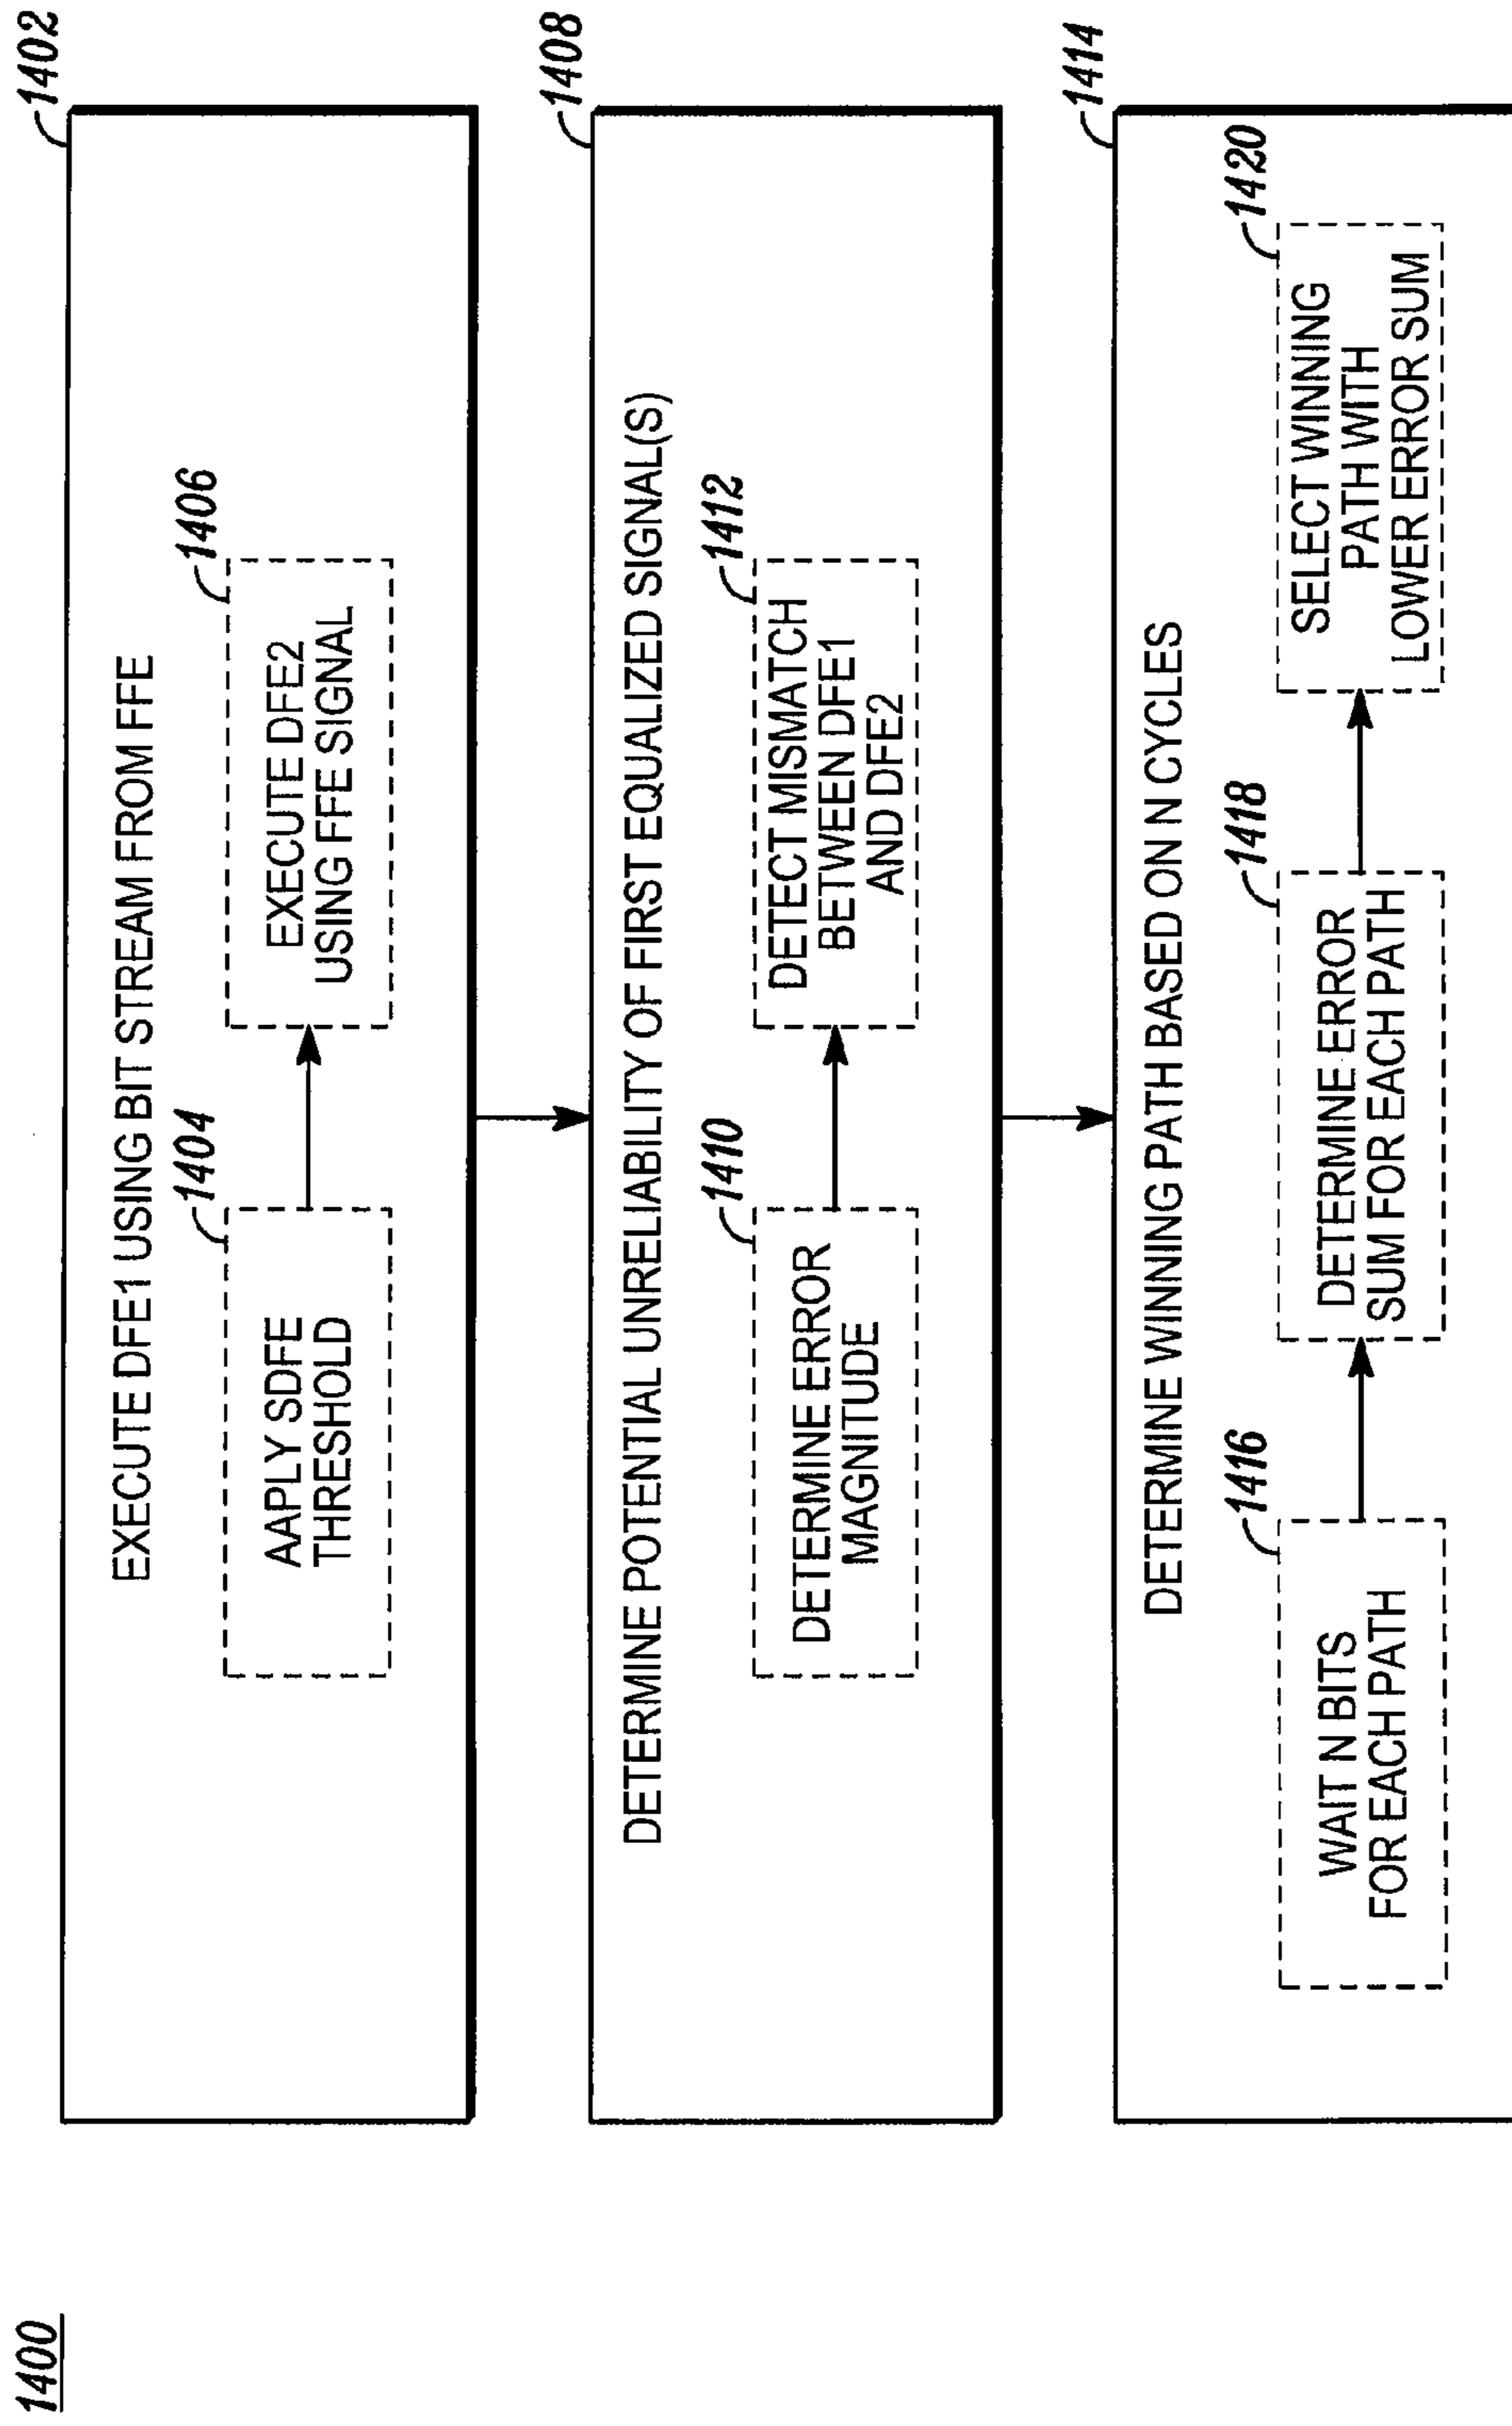 1400
1402
EXECUTE DFE1 USING BIT STREAM FROM FFE
1404
AAPLY SDFE
THRESHOLD
1406
EXECUTE DFE2
USING FFE SIGNAL
1408
DETERMINE POTENTIAL UNRELIABILITY OF FIRST EQUALIZED SIGNAL(S)
1410
DETERMINE ERROR
MAGNITUDE
1412
DETECT MISMATCH
BETWEEN DFE1
AND DFE2
1414
DETERMINE WINNING PATH BASED ON N CYCLES
1416
WAIT N BITS
FOR EACH PATH
1418
DETERMINE ERROR
SUM FOR EACH PATH
1420
SELECT WINNING
PATH WITH
LOWER ERROR SUM